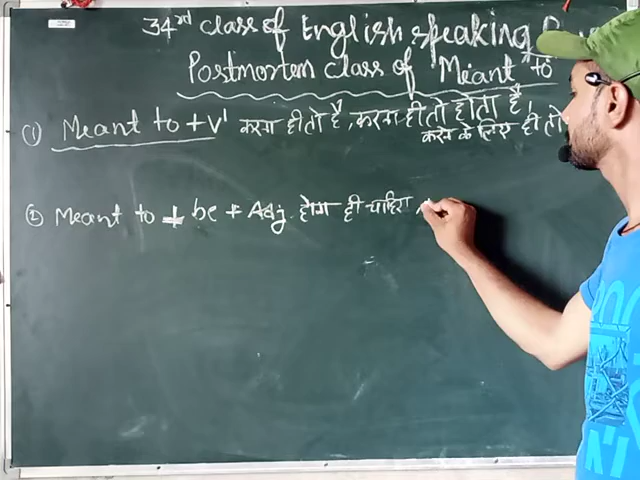 34rd class of English speaking
Postmortem class of "Meant to"
(1) Meant to + V1 करना ही तो है, करना ही तो होता है
करने के लिए ही तो
(2) Meant to + be + Adj. होना ही चाहिए